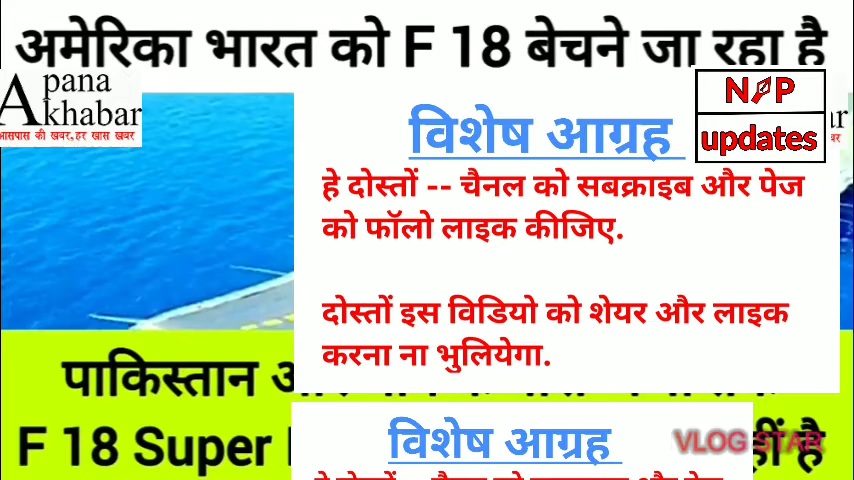 अमेरिका भारत को F 18 बेचने जा रहा है
Apana
khabar
आसपास की खबर,हर खास खबर
N P
updates
विशेष आग्रह
हे दोस्तों -- चैनल को सबक्राइब और पेज
को फॉलो लाइक कीजिए.
दोस्तों इस विडियो को शेयर और लाइक
करना ना भुलियेगा.
पाकिस्तान
F 18 Super
विशेष आग्रह
VLOG STAR
है